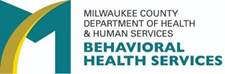 MILWAUKEE COUNTY
DEPARTMENT OF HEALTH
& HUMAN SERVICES
BEHAVIORAL
HEALTH SERVICES